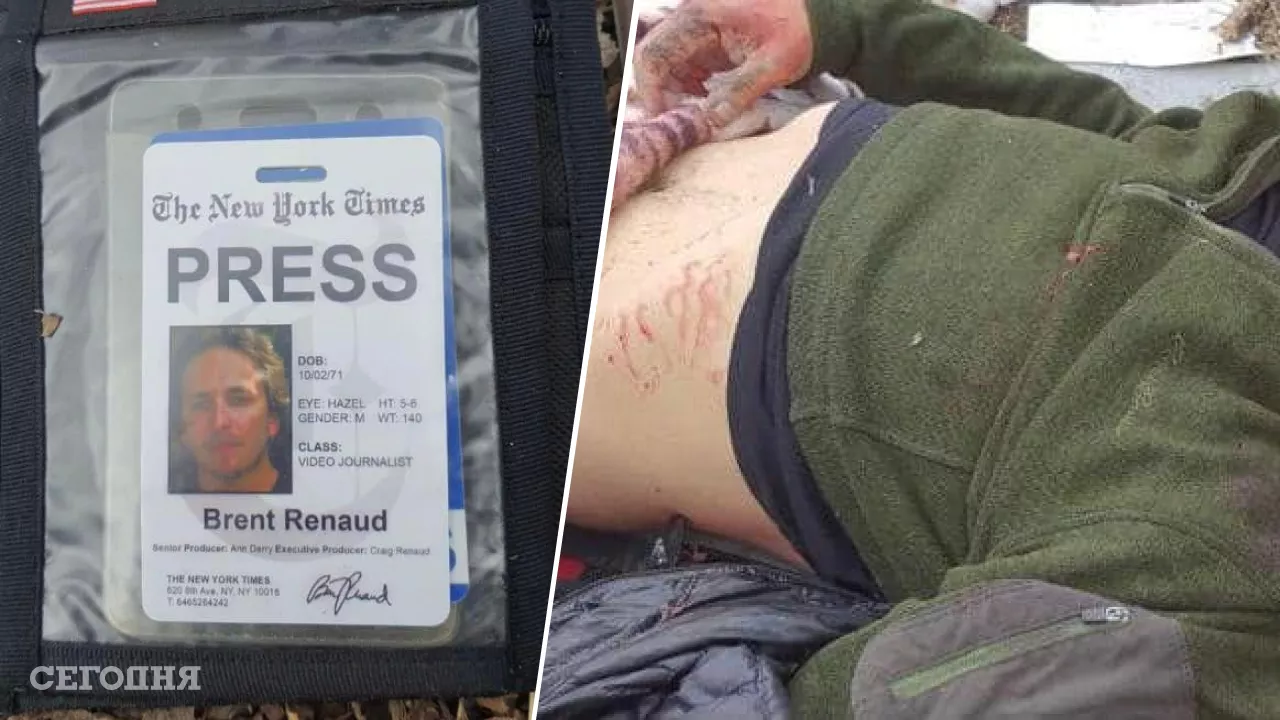 The New York Times
PRESS
DOB:
10/02/71
EYE: HAZEL HT: 5-6
GENDER: M WT: 140
CLASS:
VIDEO JOURNALIST
Brent Renaud
Senior Producer: Ann Derry Executive Producer: Craig Renaud
THE NEW YORK TIMES
620 8th Ave, NY, NY 10018
T: 6465264242
СЕГОДНЯ